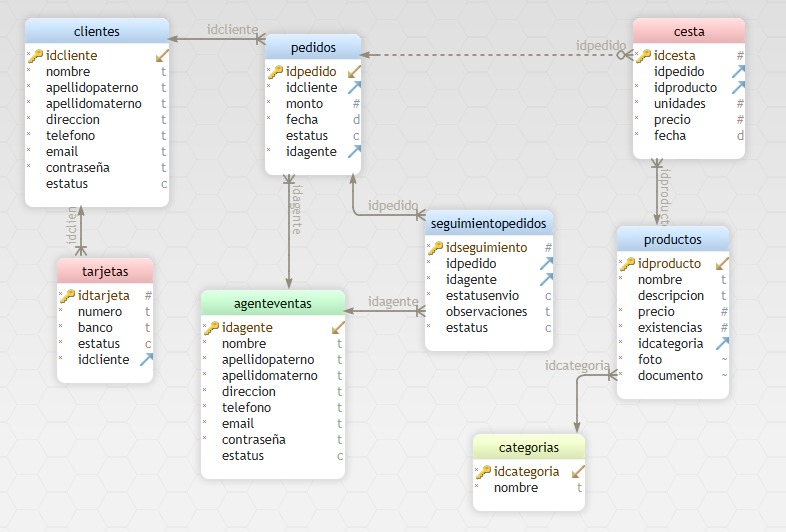 clientes
idcliente
nombre t
apellidopaterno t
apellidomaterno t
direccion t
telefono t
email t
contraseña t
estatus c
idcliente
pedidos
idpedido
idcliente
monto #
fecha d
estatus c
idagente
idpedido
cesta
idcesta #
idpedido
idproducto
unidades #
precio #
fecha d
idclien
tarjetas
idtarjeta #
numero t
banco t
estatus c
idcliente
idagente
agenteventas
idagente
nombre t
apellidopaterno t
apellidomaterno t
direccion t
telefono t
email t
contraseña t
estatus c
idpedido
idagente
seguimientopedidos
idseguimiento #
idpedido
idagente
estatusenvio c
observaciones t
estatus c
idproducto
productos
idproducto
nombre t
descripcion t
precio #
existencias #
idcategoria
foto ~
documento ~
idcategoria
categorias
idcategoria
nombre t